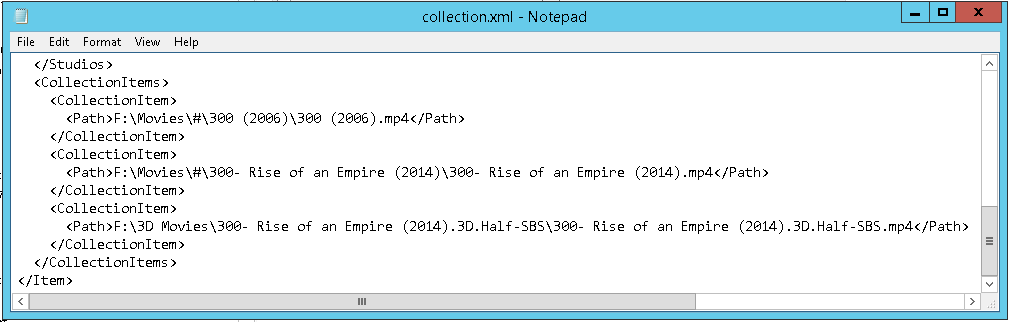 collection.xml - Notepad
File Edit Format View Help
</Studios>
<CollectionItems>
<CollectionItem>
<Path>F:\Movies\#\300 (2006)\300 (2006).mp4</Path>
</CollectionItem>
<CollectionItem>
<Path>F:\Movies\#\300- Rise of an Empire (2014)\300- Rise of an Empire (2014).mp4</Path>
</CollectionItem>
<CollectionItem>
<Path>F:\3D Movies\300- Rise of an Empire (2014).3D.Half-SBS\300- Rise of an Empire (2014).3D.Half-SBS.mp4</Path>
</CollectionItem>
</CollectionItems>
</Item>